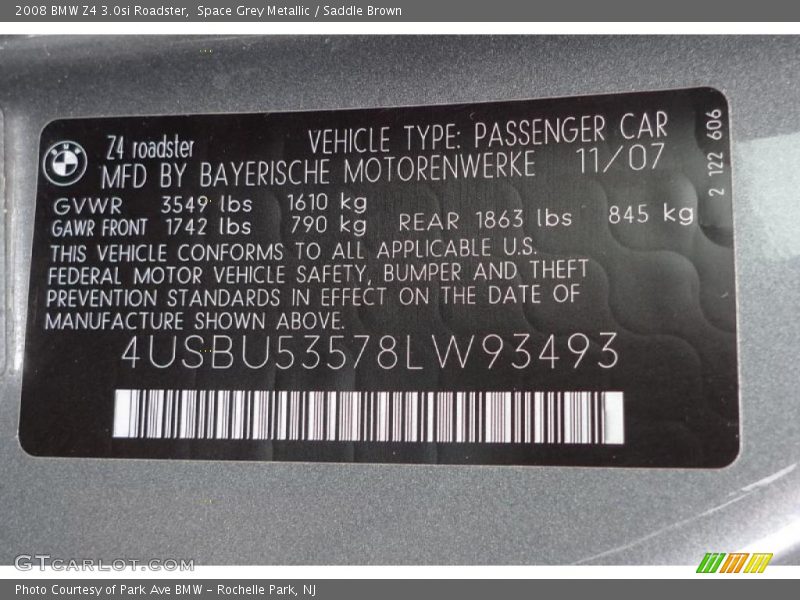 2008 BMW Z4 3.0si Roadster,  Space Grey Metallic / Saddle Brown
BMW
Z4 roadster
VEHICLE TYPE: PASSENGER CAR
MFD BY BAYERISCHE MOTORENWERKE 11/07
GVWR 3549 lbs 1610 kg
GAWR FRONT 1742 lbs 790 kg REAR 1863 lbs 845 kg
THIS VEHICLE CONFORMS TO ALL APPLICABLE U.S.
FEDERAL MOTOR VEHICLE SAFETY, BUMPER AND THEFT
PREVENTION STANDARDS IN EFFECT ON THE DATE OF
MANUFACTURE SHOWN ABOVE.
4USBU53578LW93493
2 122 606
GTCARLOT.COM
Photo Courtesy of Park Ave BMW - Rochelle Park, NJ